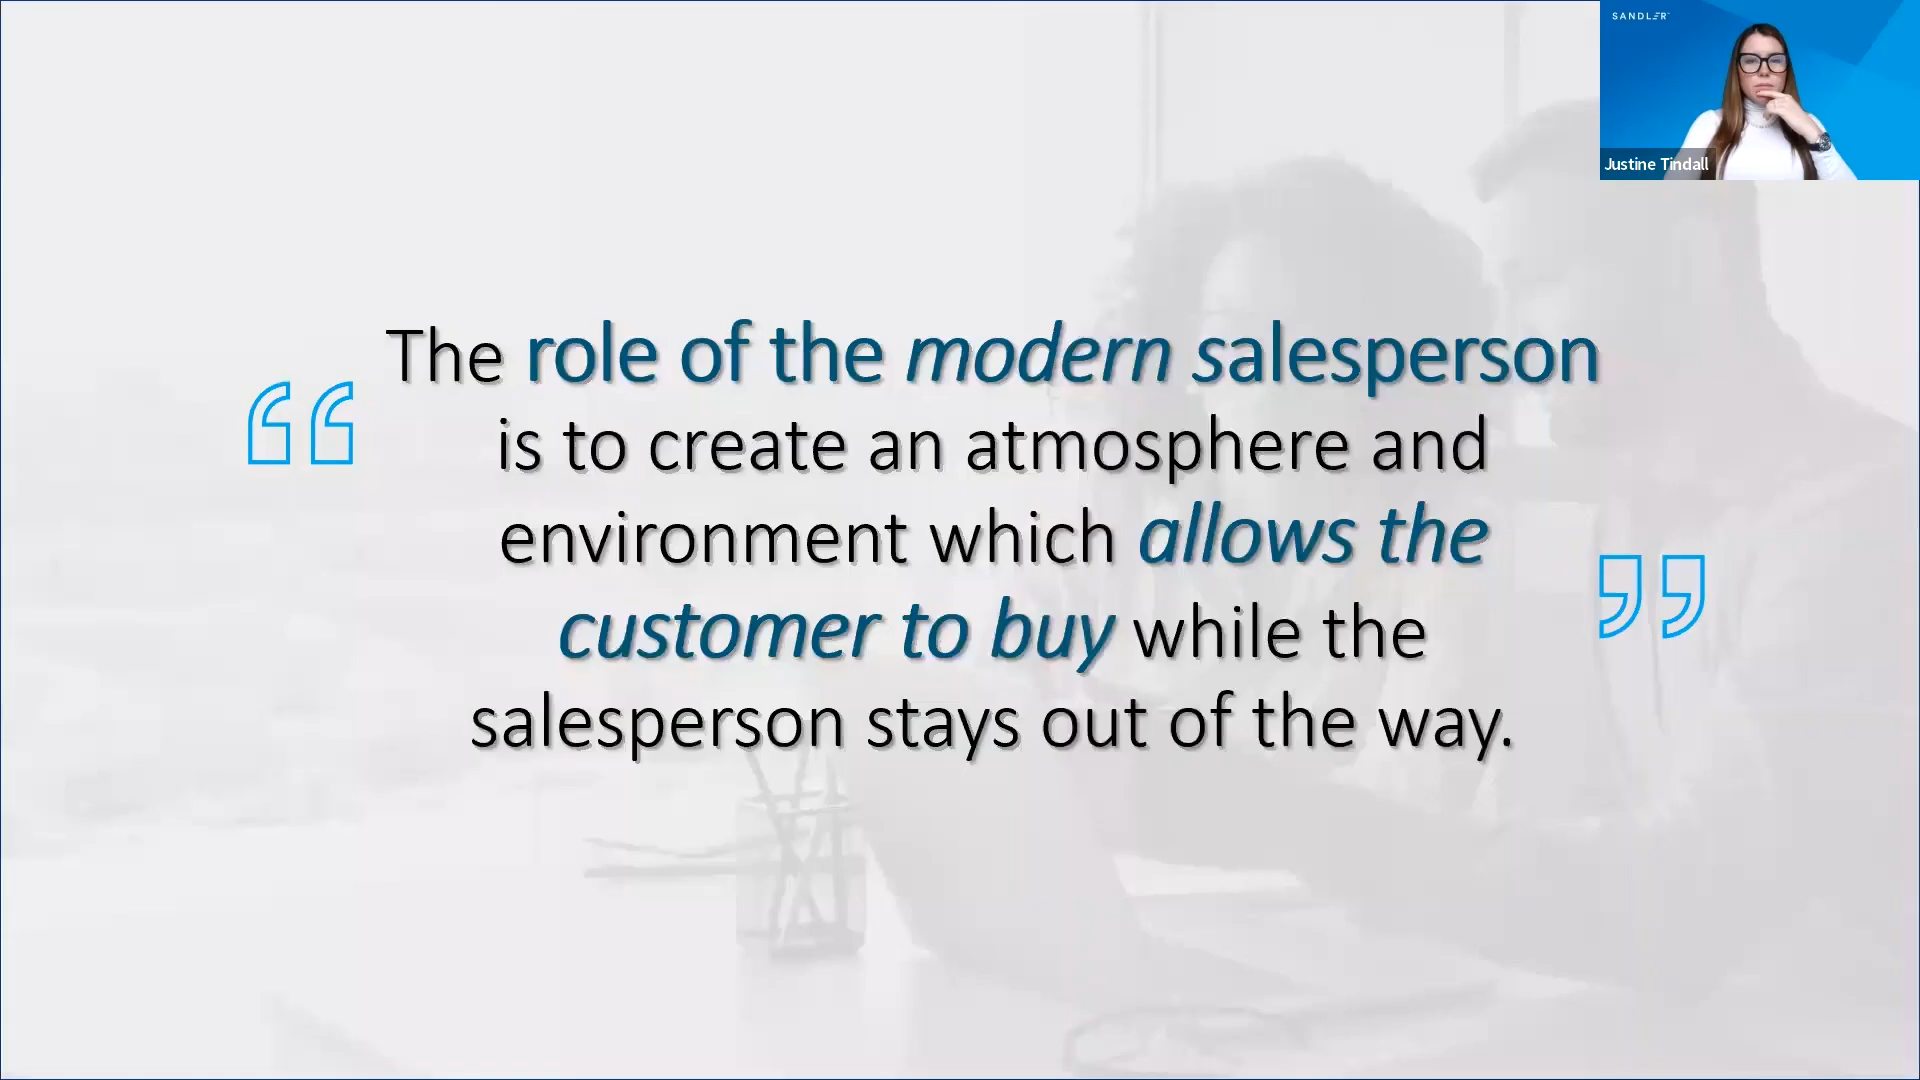 SANDLER
Justine Tindall
The role of the modern salesperson
is to create an atmosphere and
environment which allows the
customer to buy while the
salesperson stays out of the way.